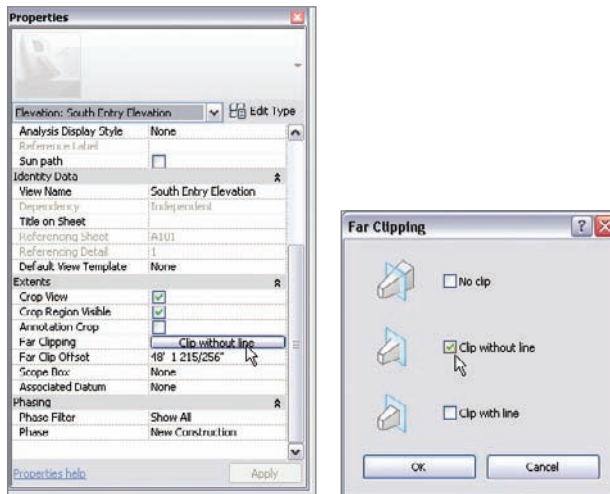 Properties
Elevation: South Entry Elevation Edit Type
Analysis Display Style None
Reference Label
Sun path
Identity Data
View Name South Entry Elevation
Dependency Independent
Title on Sheet
Referencing Sheet A101
Referencing Detail 1
Default View Template None
Extents
Crop View
Crop Region Visible
Annotation Crop
Far Clipping Clip without line
Far Clip Offset 48' 1 215/256"
Scope Box None
Associated Datum None
Phasing
Phase Filter Show All
Phase New Construction
Properties help Apply
Far Clipping
No clip
Clip without line
Clip with line
OK Cancel